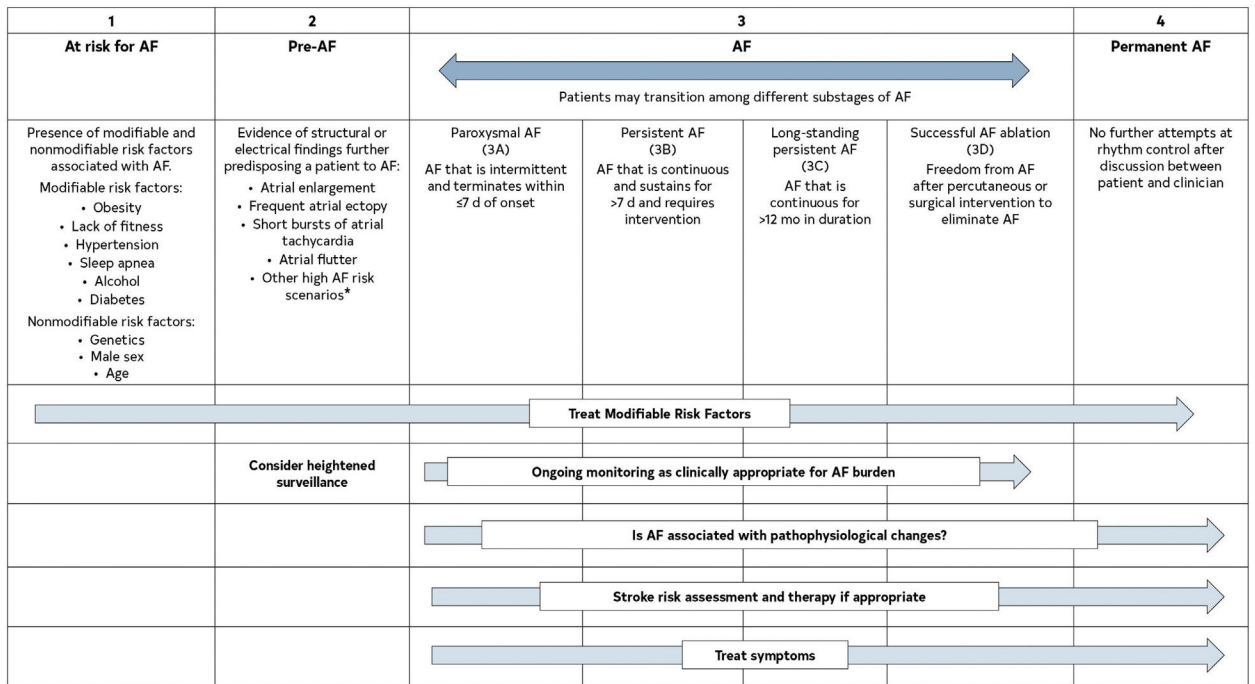 1
2
3
4
At risk for AF
Pre-AF
AF
Permanent AF
Patients may transition among different substages of AF
Presence of modifiable and
nonmodifiable risk factors
associated with AF.
Modifiable risk factors:
• Obesity
• Lack of fitness
• Hypertension
• Sleep apnea
• Alcohol
• Diabetes
Nonmodifiable risk factors:
• Genetics
• Male sex
• Age
Evidence of structural or
electrical findings further
predisposing a patient to AF:
• Atrial enlargement
• Frequent atrial ectopy
• Short bursts of atrial
tachycardia
• Atrial flutter
• Other high AF risk
scenarios*
Paroxysmal AF
(3A)
AF that is intermittent
and terminates within
≤7 d of onset
Persistent AF
(3B)
AF that is continuous
and sustains for
>7 d and requires
intervention
Long-standing
persistent AF
(3C)
AF that is
continuous for
>12 mo in duration
Successful AF ablation
(3D)
Freedom from AF
after percutaneous or
surgical intervention to
eliminate AF
No further attempts at
rhythm control after
discussion between
patient and clinician
Treat Modifiable Risk Factors
Consider heightened
surveillance
Ongoing monitoring as clinically appropriate for AF burden
Is AF associated with pathophysiological changes?
Stroke risk assessment and therapy if appropriate
Treat symptoms